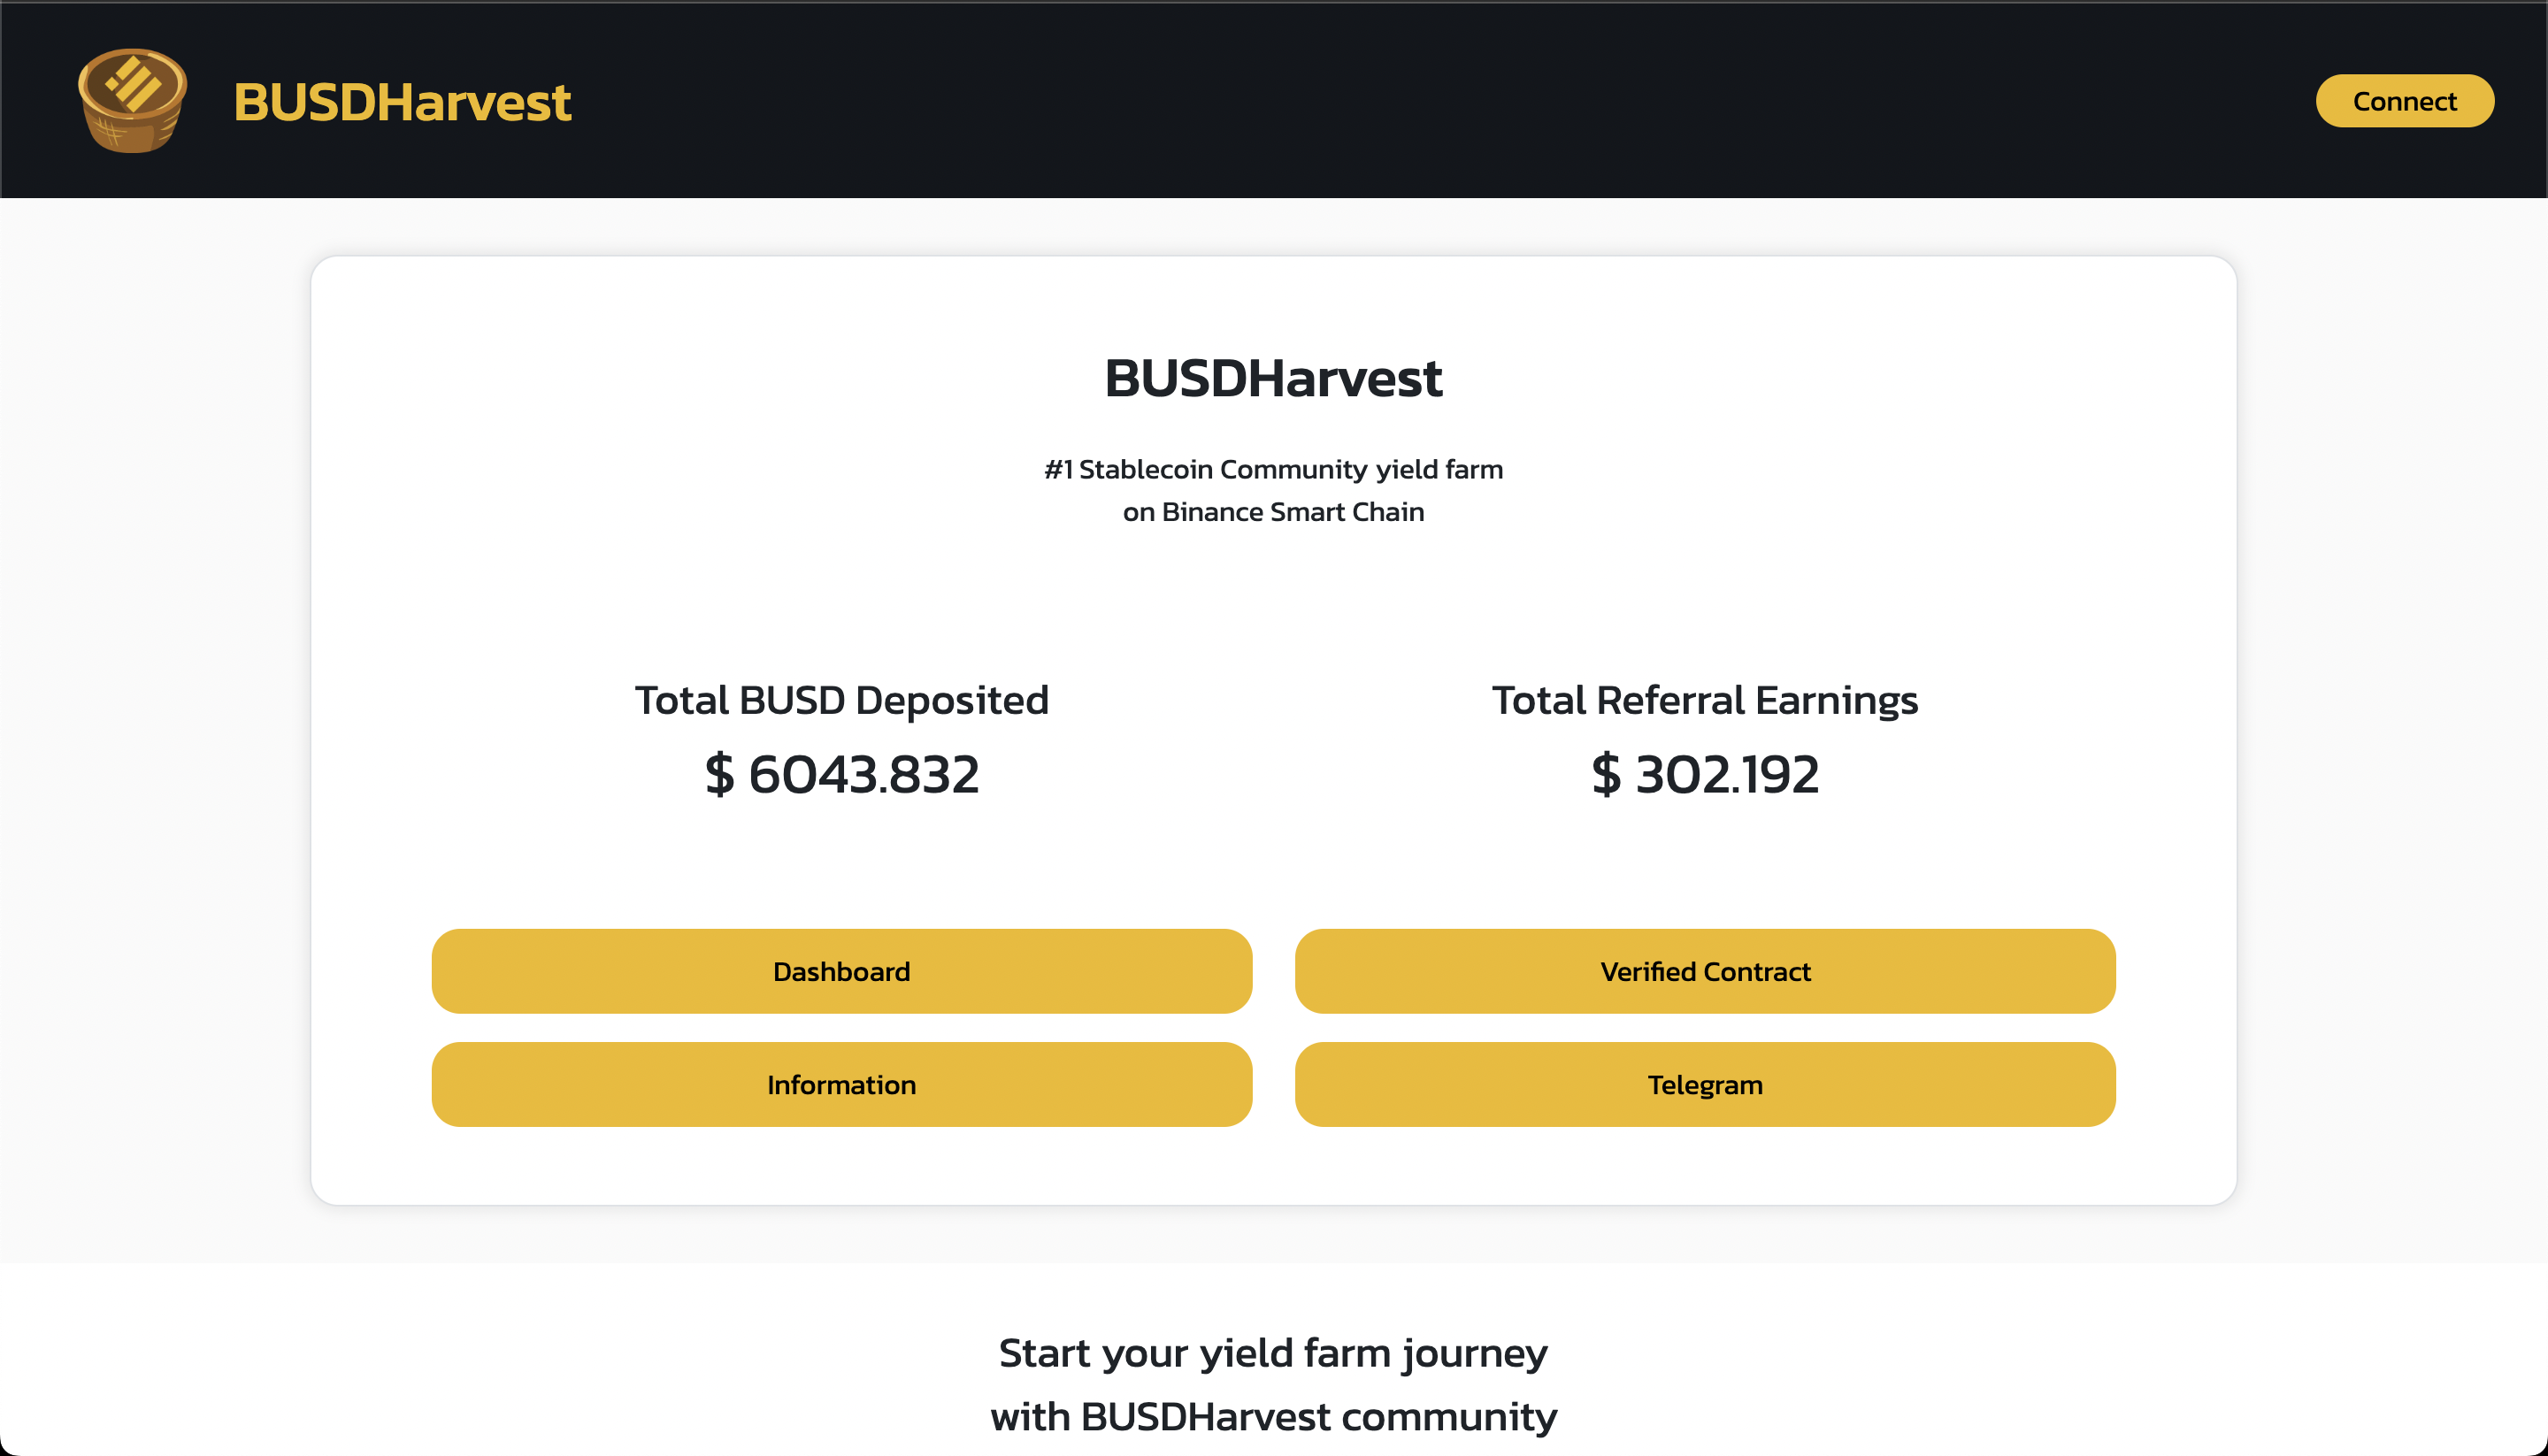 BUSDHarvest
Connect
BUSDHarvest
#1 Stablecoin Community yield farm
on Binance Smart Chain
Total BUSD Deposited
$ 6043.832
Total Referral Earnings
$ 302.192
Dashboard
Verified Contract
Information
Telegram
Start your yield farm journey
with BUSDHarvest community